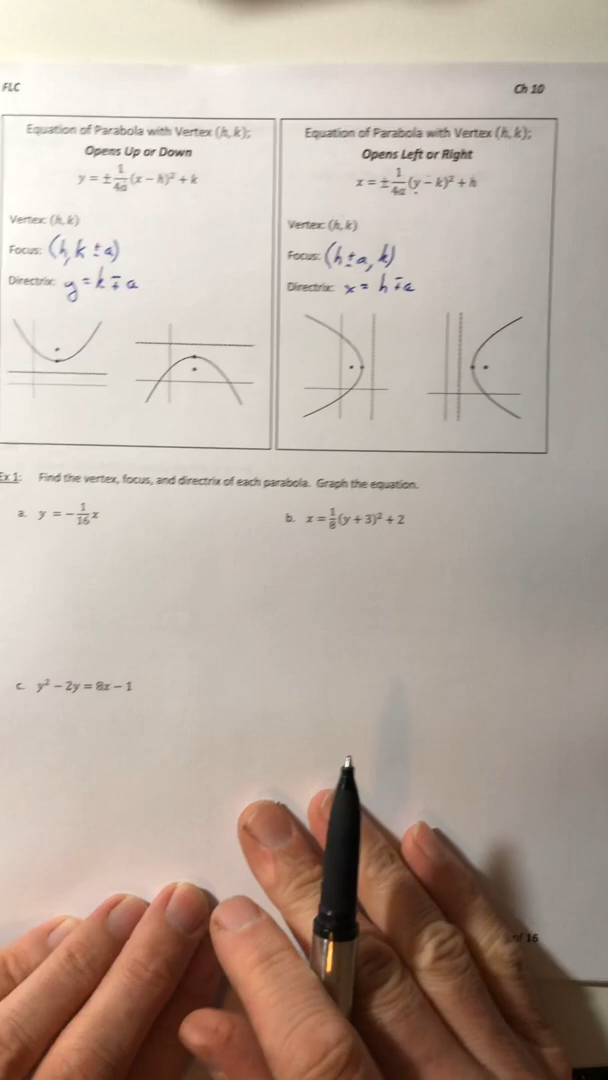 FLC
Ch 10
Equation of Parabola with Vertex (h, k);
Opens Up or Down
y = ± 1/4a (x − h)² + k
Vertex: (h, k)
Focus: (h, k ± a)
Directrix: y = k ∓ a
Equation of Parabola with Vertex (h, k);
Opens Left or Right
x = ± 1/4a (y − k)² + h
Vertex: (h, k)
Focus: (h ± a, k)
Directrix: x = h ∓ a
Ex 1: Find the vertex, focus, and directrix of each parabola. Graph the equation.
a. y = − 1/16 x
b. x = 1/8 (y + 3)² + 2
c. y² − 2y = 8x − 1
of 16